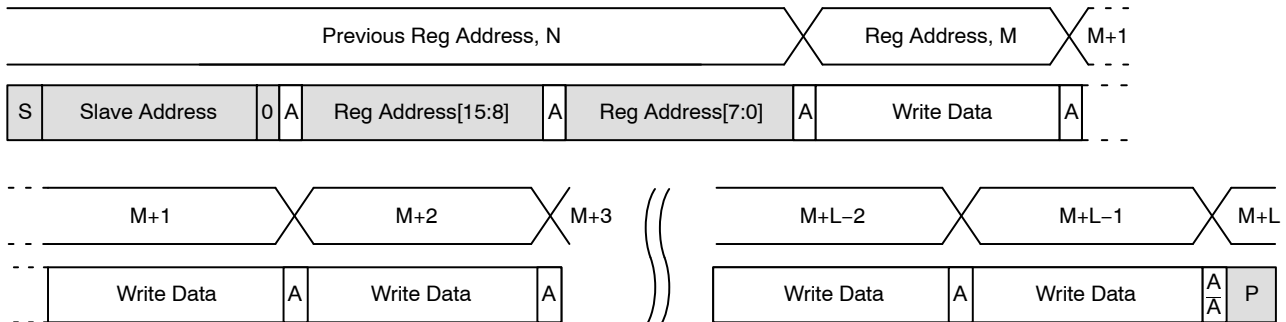 Previous Reg Address, N Reg Address, M M+1
S Slave Address 0 A Reg Address[15:8] A Reg Address[7:0] A Write Data A
M+1 M+2 M+3 M+L−2 M+L−1 M+L
Write Data A Write Data A Write Data A Write Data A A̅ P